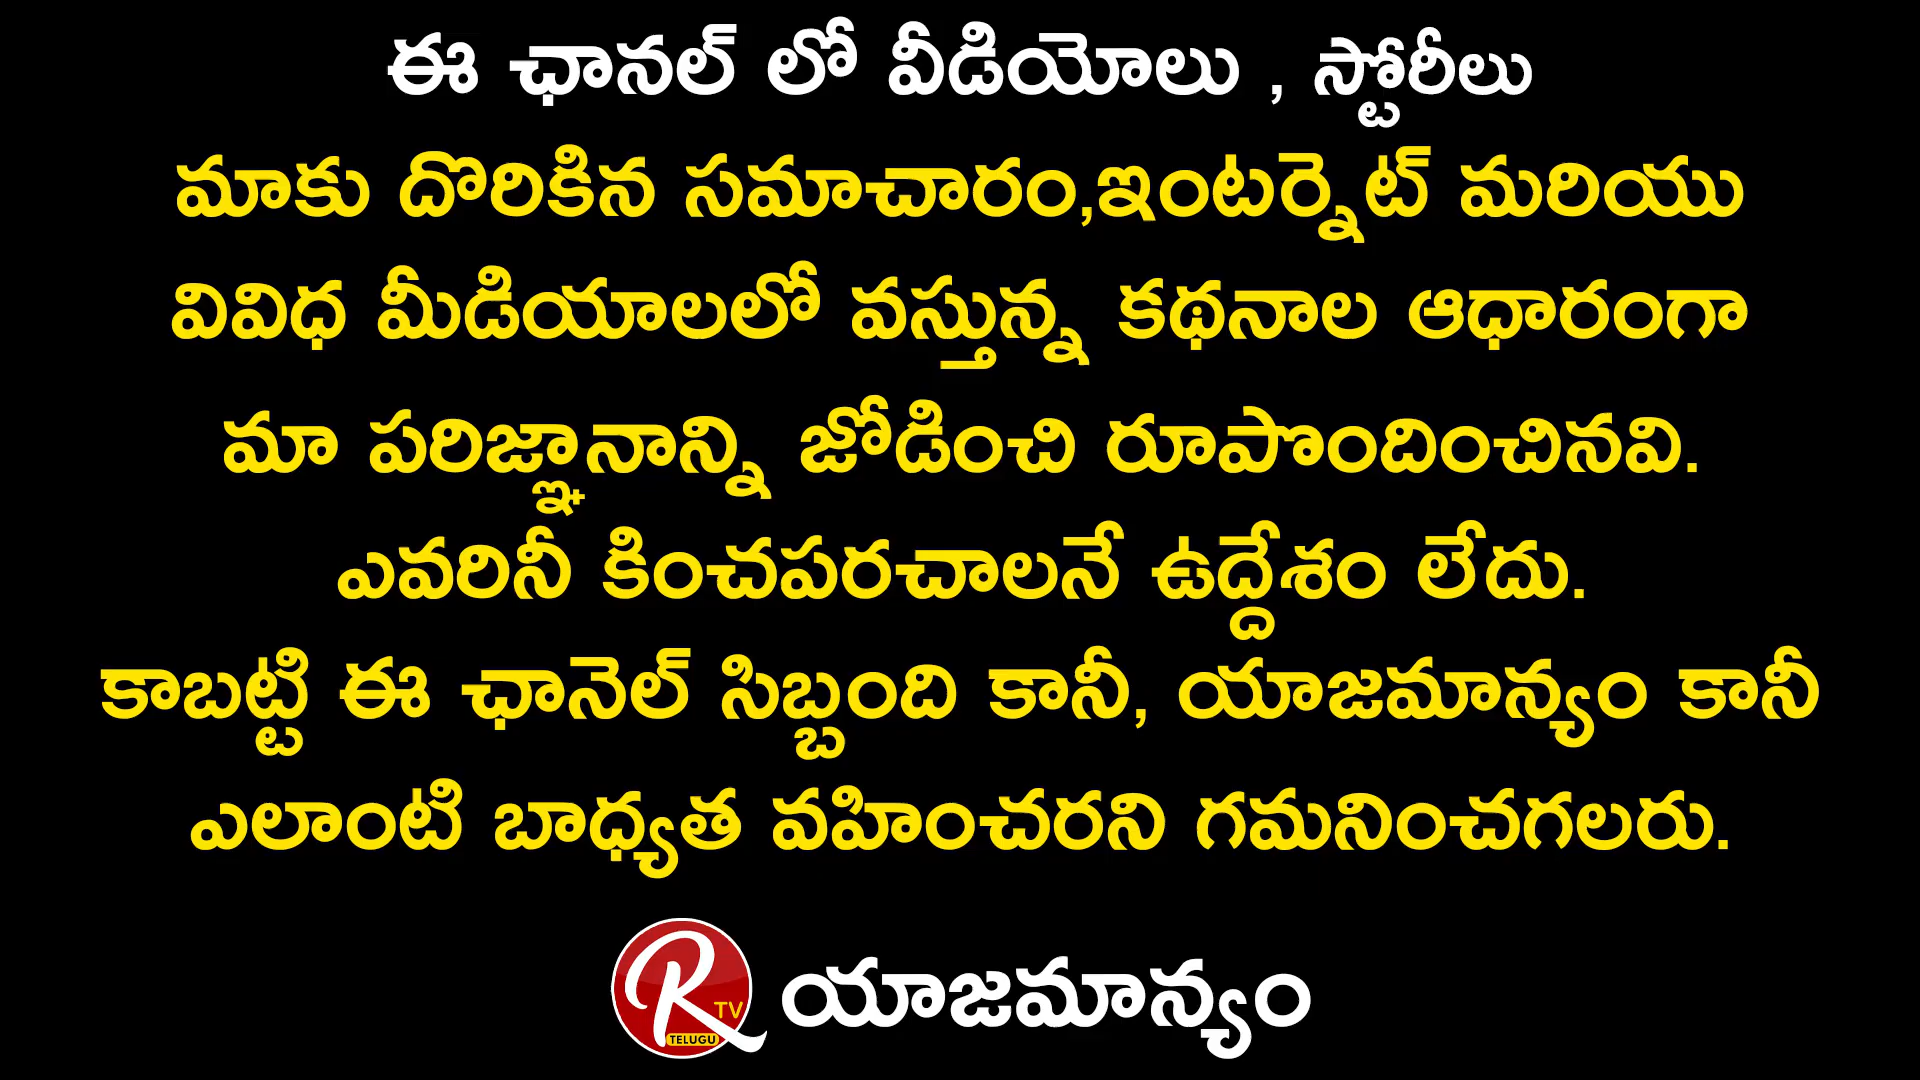 ఈ ఛానల్ లో వీడియోలు , స్టోరీలు
మాకు దొరికిన సమాచారం,ఇంటర్నెట్ మరియు
వివిధ మీడియాలలో వస్తున్న కథనాల ఆధారంగా
మా పరిజ్ఞానాన్ని జోడించి రూపొందించినవి.
ఎవరినీ కించపరచాలనే ఉద్దేశం లేదు.
కాబట్టి ఈ ఛానెల్ సిబ్బంది కానీ, యాజమాన్యం కానీ
ఎలాంటి బాధ్యత వహించరని గమనించగలరు.
R TV TELUGU యాజమాన్యం